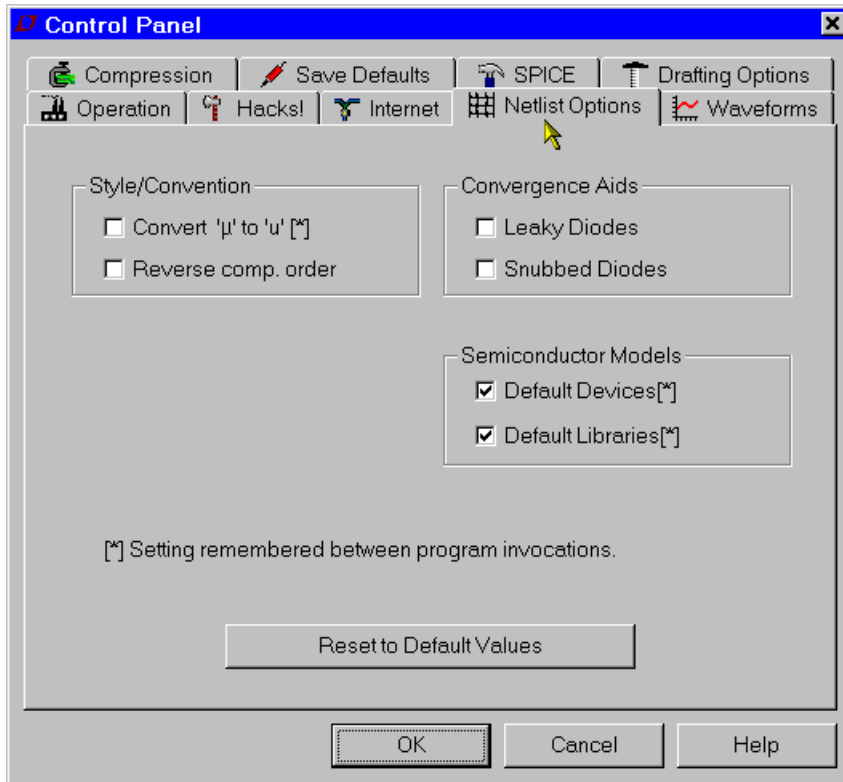 Control Panel
Compression
Save Defaults
SPICE
Drafting Options
Operation
Hacks!
Internet
Netlist Options
Waveforms
Style/Convention
Convert 'µ' to 'u' [*]
Reverse comp. order
Convergence Aids
Leaky Diodes
Snubbed Diodes
Semiconductor Models
Default Devices[*]
Default Libraries[*]
[*] Setting remembered between program invocations.
Reset to Default Values
OK
Cancel
Help